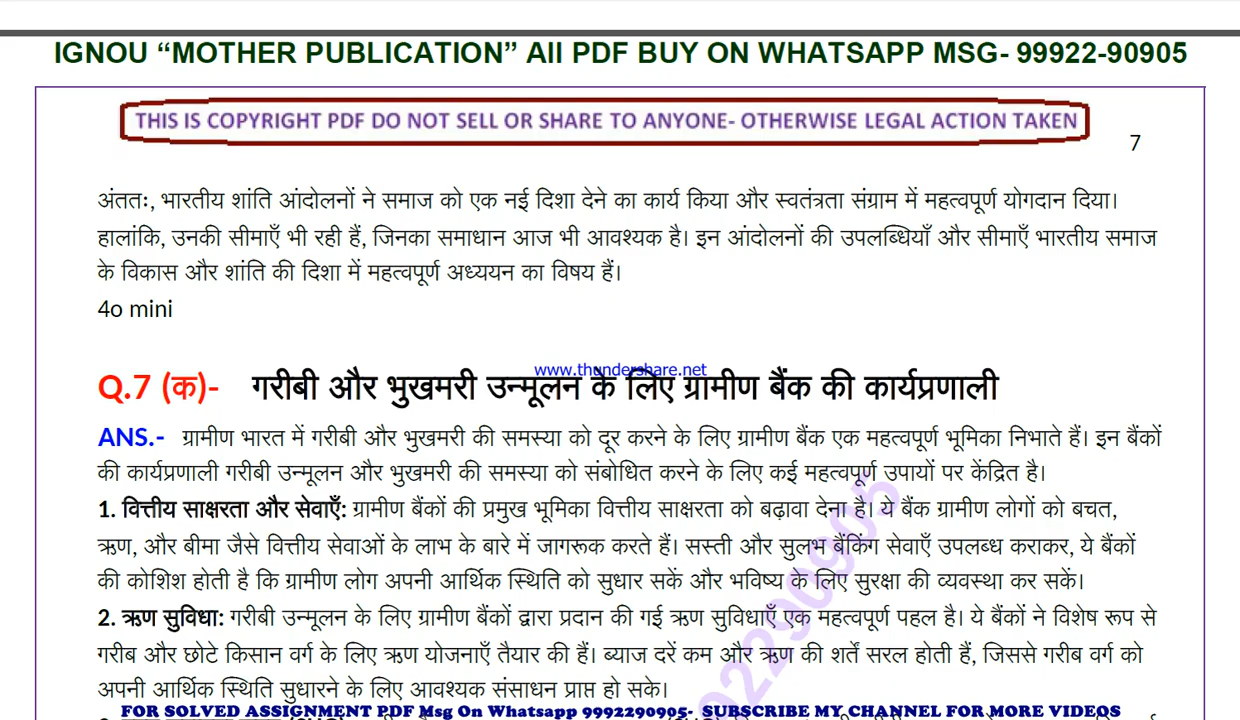 IGNOU “MOTHER PUBLICATION” All PDF BUY ON WHATSAPP MSG- 99922-90905
THIS IS COPYRIGHT PDF DO NOT SELL OR SHARE TO ANYONE- OTHERWISE LEGAL ACTION TAKEN
7
अंततः, भारतीय शांति आंदोलनों ने समाज को एक नई दिशा देने का कार्य किया और स्वतंत्रता संग्राम में महत्वपूर्ण योगदान दिया।
हालांकि, उनकी सीमाएँ भी रही हैं, जिनका समाधान आज भी आवश्यक है। इन आंदोलनों की उपलब्धियाँ और सीमाएँ भारतीय समाज
के विकास और शांति की दिशा में महत्वपूर्ण अध्ययन का विषय हैं।
4o mini
www.thundershare.net
Q.7 (क)- गरीबी और भुखमरी उन्मूलन के लिए ग्रामीण बैंक की कार्यप्रणाली
ANS.- ग्रामीण भारत में गरीबी और भुखमरी की समस्या को दूर करने के लिए ग्रामीण बैंक एक महत्वपूर्ण भूमिका निभाते हैं। इन बैंकों
की कार्यप्रणाली गरीबी उन्मूलन और भुखमरी की समस्या को संबोधित करने के लिए कई महत्वपूर्ण उपायों पर केंद्रित है।
1. वित्तीय साक्षरता और सेवाएँ: ग्रामीण बैंकों की प्रमुख भूमिका वित्तीय साक्षरता को बढ़ावा देना है। ये बैंक ग्रामीण लोगों को बचत,
ऋण, और बीमा जैसे वित्तीय सेवाओं के लाभ के बारे में जागरूक करते हैं। सस्ती और सुलभ बैंकिंग सेवाएँ उपलब्ध कराकर, ये बैंकों
की कोशिश होती है कि ग्रामीण लोग अपनी आर्थिक स्थिति को सुधार सकें और भविष्य के लिए सुरक्षा की व्यवस्था कर सकें।
2. ऋण सुविधा: गरीबी उन्मूलन के लिए ग्रामीण बैंकों द्वारा प्रदान की गई ऋण सुविधाएँ एक महत्वपूर्ण पहल है। ये बैंकों ने विशेष रूप से
गरीब और छोटे किसान वर्ग के लिए ऋण योजनाएँ तैयार की हैं। ब्याज दरें कम और ऋण की शर्तें सरल होती हैं, जिससे गरीब वर्ग को
अपनी आर्थिक स्थिति सुधारने के लिए आवश्यक संसाधन प्राप्त हो सके।
FOR SOLVED ASSIGNMENT PDF Msg On Whatsapp 9992290905- SUBSCRIBE MY CHANNEL FOR MORE VIDEOS